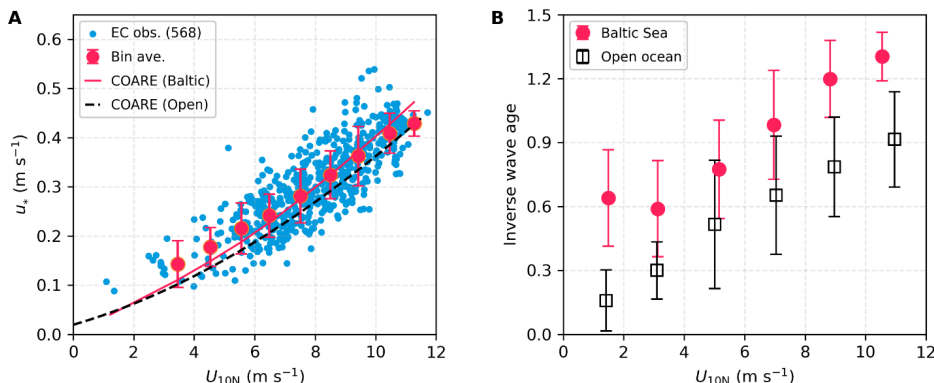 A
EC obs. (568)
Bin ave.
COARE (Baltic)
COARE (Open)
u* (m s⁻¹)
0.6
0.5
0.4
0.3
0.2
0.1
0.0
0 2 4 6 8 10 12
U10N (m s⁻¹)
B
Baltic Sea
Open ocean
Inverse wave age
1.5
1.2
0.9
0.6
0.3
0.0
0 2 4 6 8 10 12
U10N (m s⁻¹)